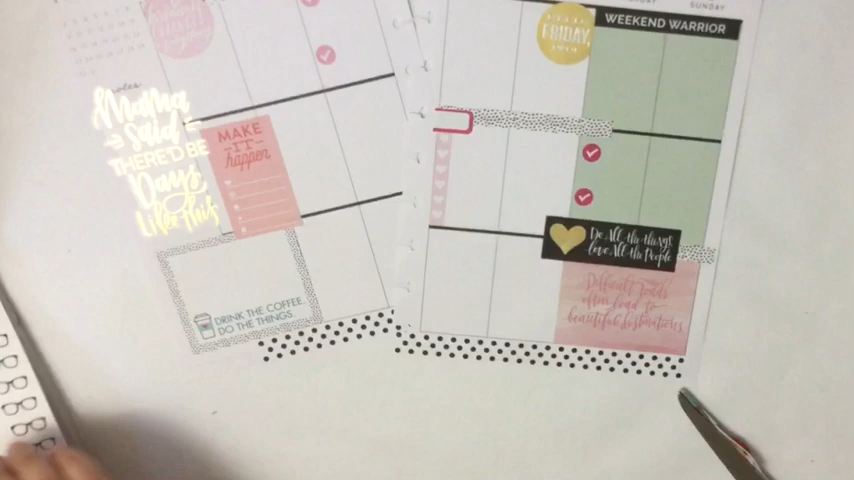 SUNDAY
WEEKEND WARRIOR
FRIDAY,
notes
Mama
said
THERE'D BE
Days
Like this
MAKE
-IT-
happen
Do All the things
love All the People
Difficult roads
often lead to
beautiful destinations
DRINK THE COFFEE.
DO THE THINGS.